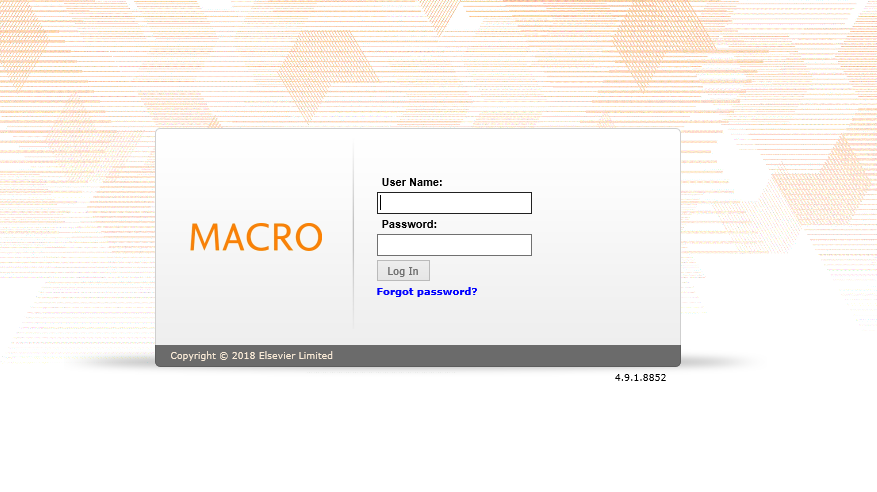 User Name:
MACRO
Password:
Log In
Forgot password?
Copyright © 2018 Elsevier Limited
4.9.1.8852